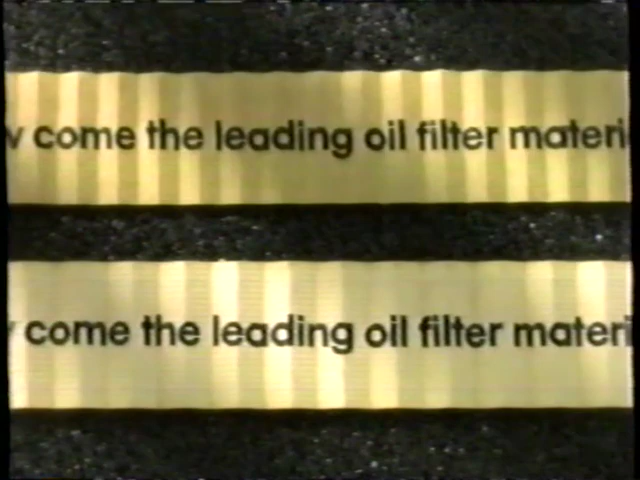 y come the leading oil filter materi
come the leading oil filter materi